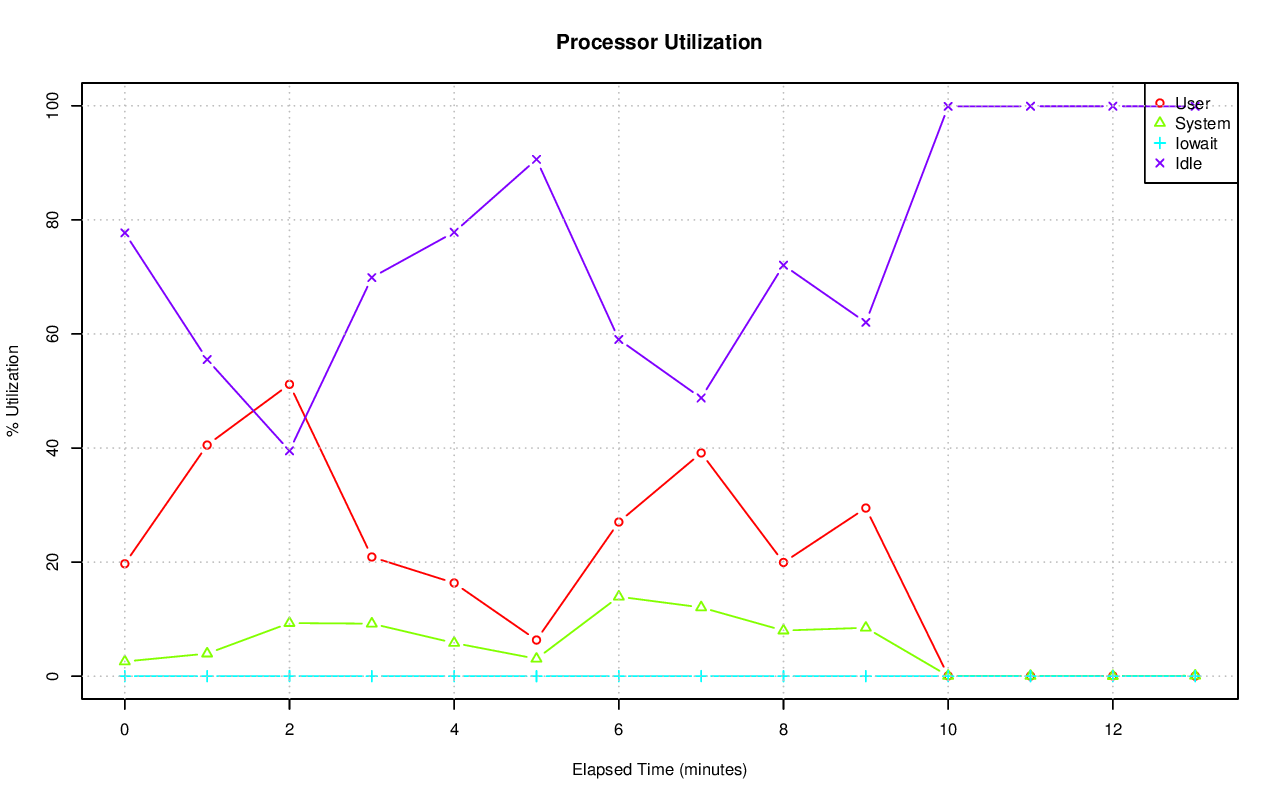 Processor Utilization
% Utilization
100
80
60
40
20
0
User
System
Iowait
Idle
0 2 4 6 8 10 12
Elapsed Time (minutes)